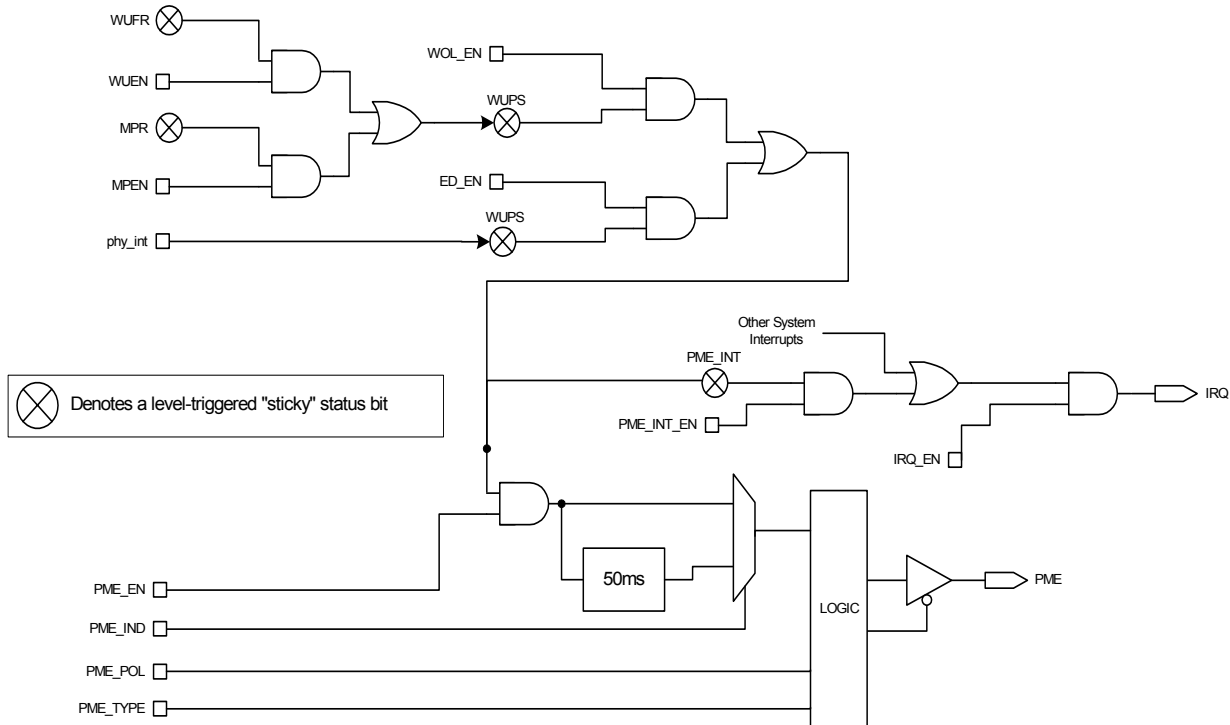 WUFR
WUEN
MPR
MPEN
phy_int
WOL_EN
WUPS
ED_EN
WUPS
Other System
Interrupts
PME_INT
PME_INT_EN
IRQ_EN
IRQ
Denotes a level-triggered "sticky" status bit
50ms
LOGIC
PME
PME_EN
PME_IND
PME_POL
PME_TYPE